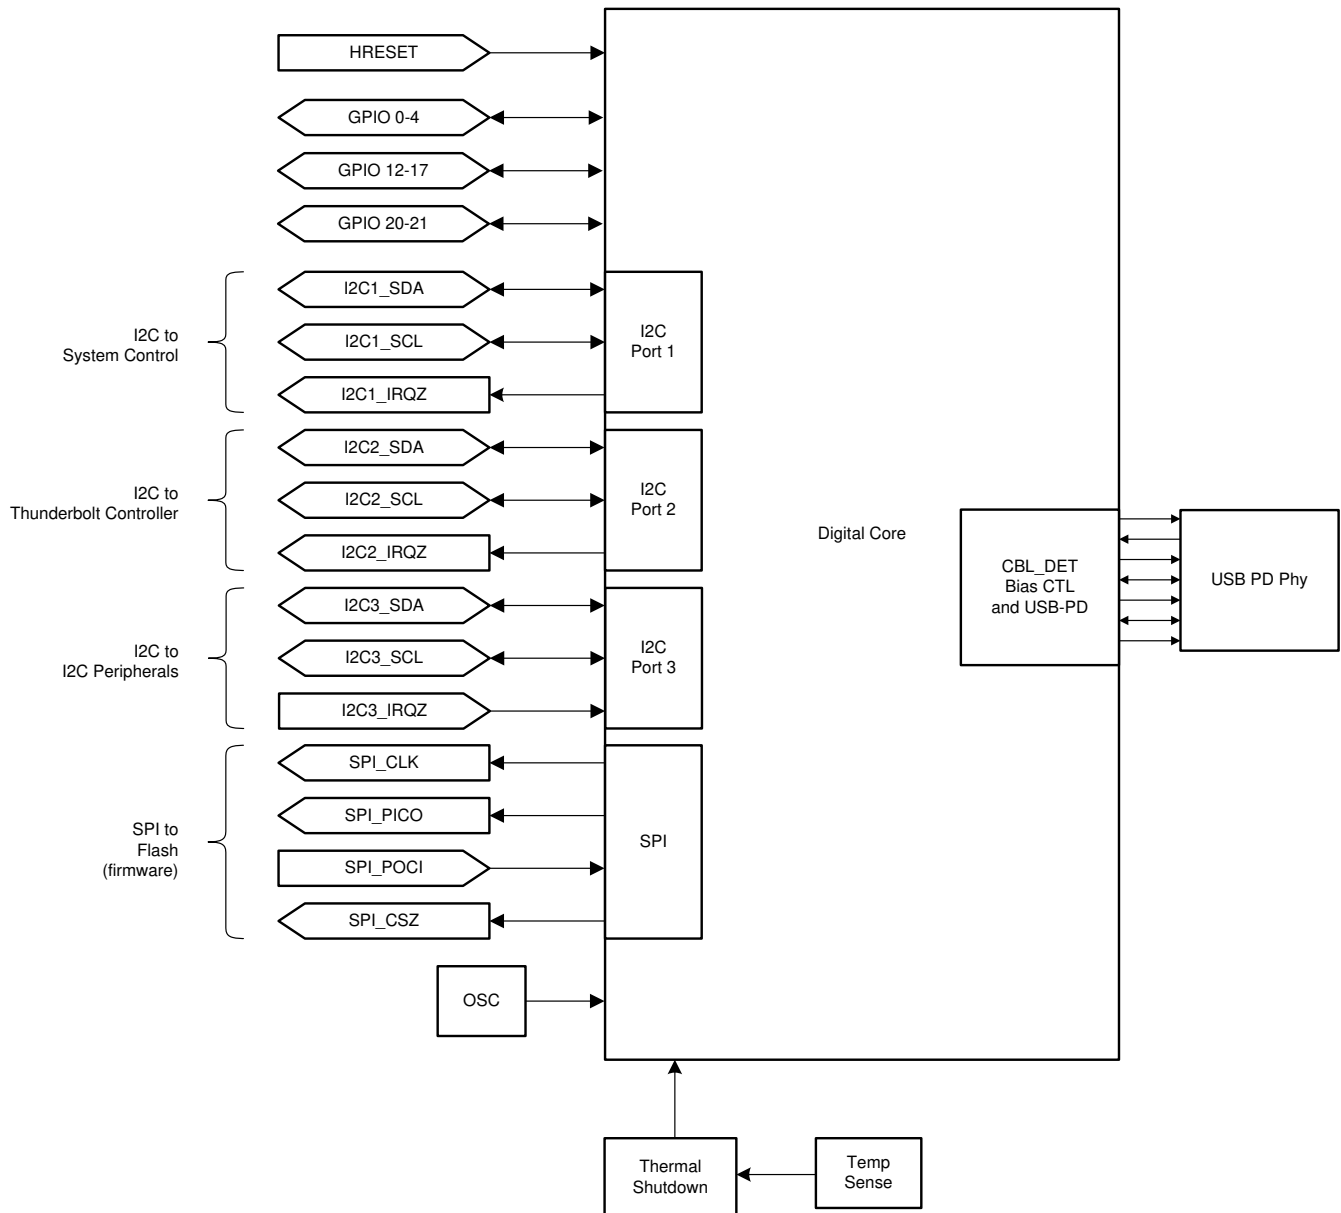 HRESET
GPIO 0-4
GPIO 12-17
GPIO 20-21
I2C to
System Control
I2C1_SDA
I2C1_SCL
I2C1_IRQZ
I2C
Port 1
I2C to
Thunderbolt Controller
I2C2_SDA
I2C2_SCL
I2C2_IRQZ
I2C
Port 2
I2C to
I2C Peripherals
I2C3_SDA
I2C3_SCL
I2C3_IRQZ
I2C
Port 3
SPI to
Flash
(firmware)
SPI_CLK
SPI_PICO
SPI_POCI
SPI_CSZ
SPI
OSC
Digital Core
CBL_DET
Bias CTL
and USB-PD
USB PD Phy
Thermal
Shutdown
Temp
Sense